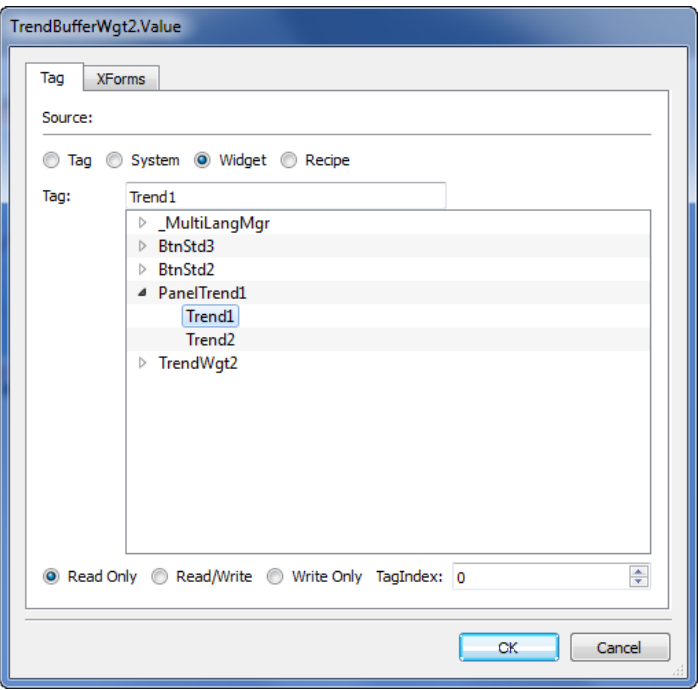 TrendBufferWgt2.Value
Tag XForms
Source:
Tag System Widget Recipe
Tag: Trend1
_MultiLangMgr
BtnStd3
BtnStd2
PanelTrend1
Trend1
Trend2
TrendWgt2
Read Only Read/Write Write Only TagIndex: 0
OK Cancel